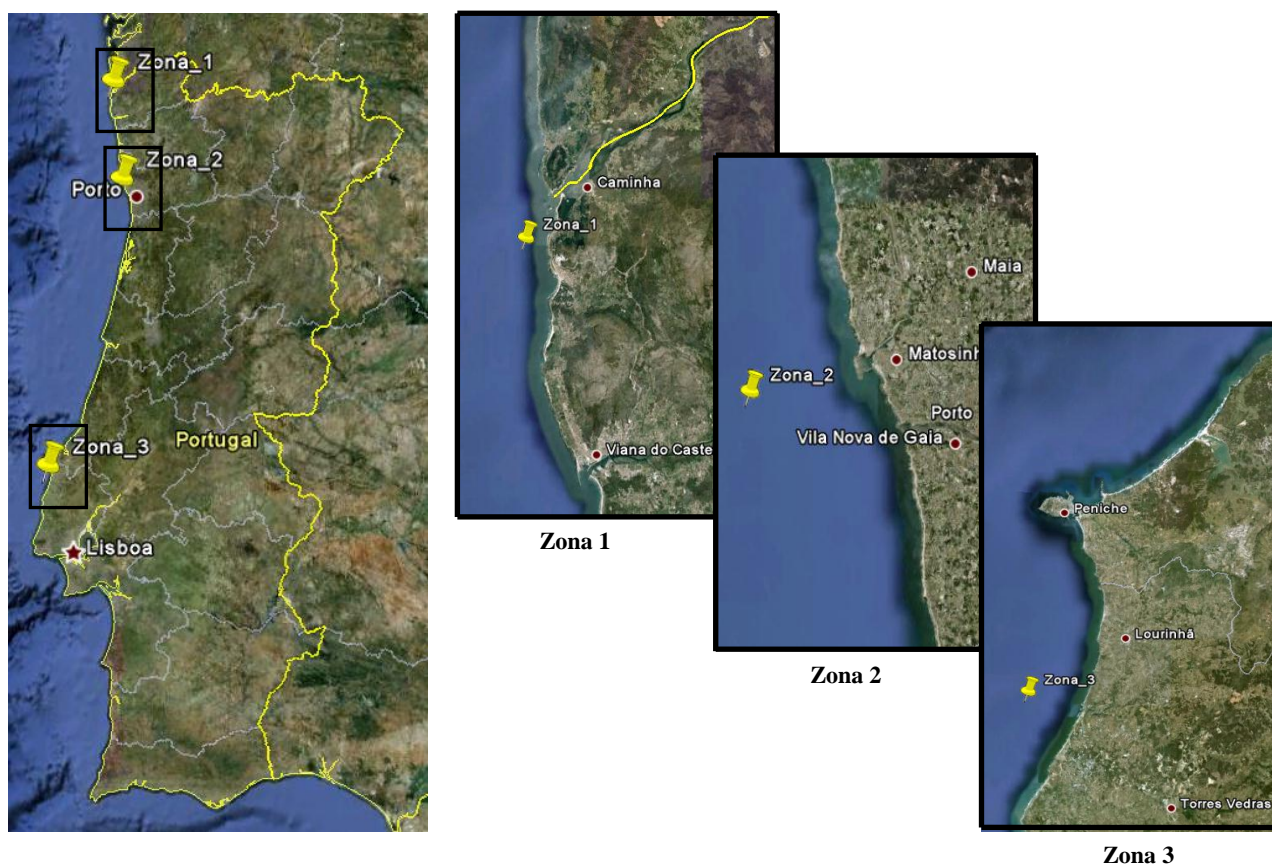 Zona_1
Zona_2
Porto
Zona_3
Portugal
Lisboa
Caminha
Zona_1
Viana do Caste
Zona 1
Maia
Matosinh
Zona_2
Porto
Vila Nova de Gaia
Zona 2
Peniche
Lourinhã
Zona_3
Torres Vedras
Zona 3